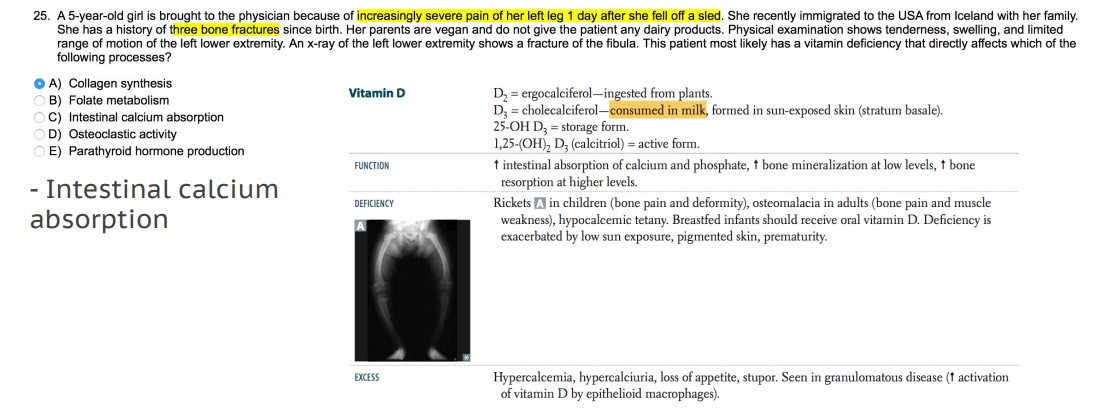 25. A 5-year-old girl is brought to the physician because of increasingly severe pain of her left leg 1 day after she fell off a sled. She recently immigrated to the USA from Iceland with her family.
She has a history of three bone fractures since birth. Her parents are vegan and do not give the patient any dairy products. Physical examination shows tenderness, swelling, and limited
range of motion of the left lower extremity. An x-ray of the left lower extremity shows a fracture of the fibula. This patient most likely has a vitamin deficiency that directly affects which of the
following processes?
A) Collagen synthesis
B) Folate metabolism
C) Intestinal calcium absorption
D) Osteoclastic activity
E) Parathyroid hormone production
- Intestinal calcium
absorption
Vitamin D
D2 = ergocalciferol—ingested from plants.
D3 = cholecalciferol—consumed in milk, formed in sun-exposed skin (stratum basale).
25-OH D3 = storage form.
1,25-(OH)2 D3 (calcitriol) = active form.
FUNCTION
↑ intestinal absorption of calcium and phosphate, ↑ bone mineralization at low levels, ↑ bone
resorption at higher levels.
DEFICIENCY
Rickets A in children (bone pain and deformity), osteomalacia in adults (bone pain and muscle
weakness), hypocalcemic tetany. Breastfed infants should receive oral vitamin D. Deficiency is
exacerbated by low sun exposure, pigmented skin, prematurity.
A
EXCESS
Hypercalcemia, hypercalciuria, loss of appetite, stupor. Seen in granulomatous disease (↑ activation
of vitamin D by epithelioid macrophages).